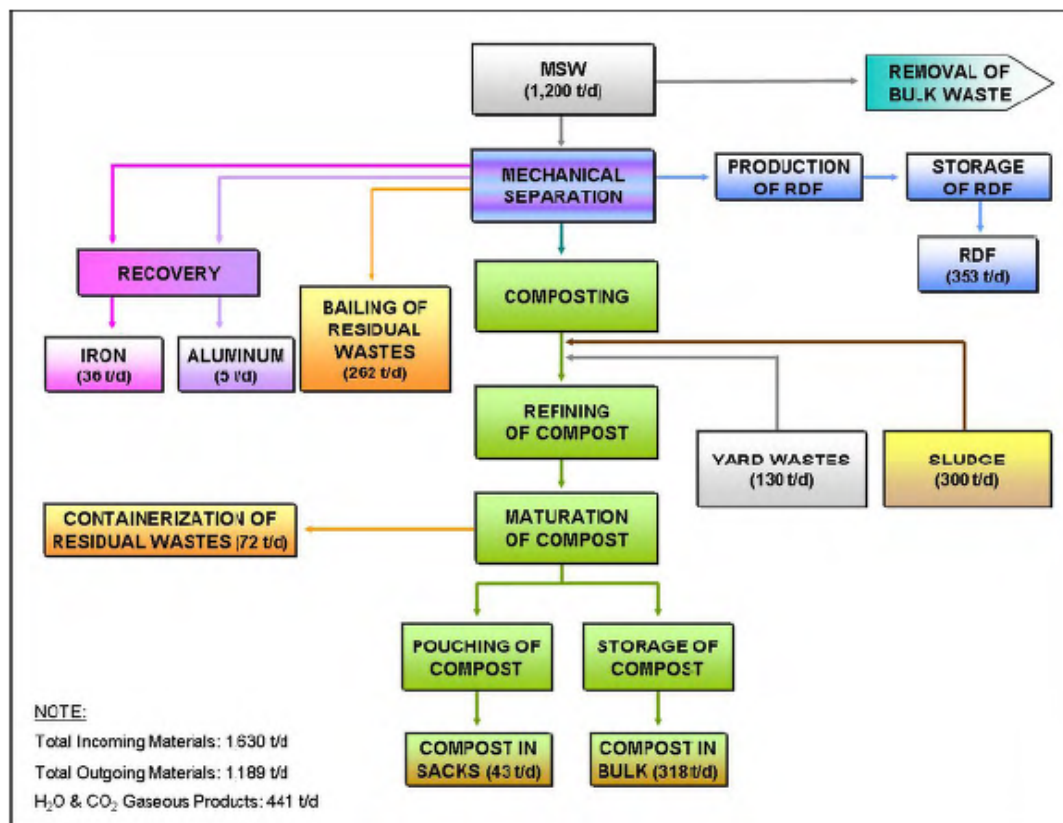 MSW
(1,200 t/d)
REMOVAL OF
BULK WASTE
MECHANICAL
SEPARATION
PRODUCTION
OF RDF
STORAGE
OF RDF
RDF
(353 t/d)
RECOVERY
IRON
(36 t/d)
ALUMINUM
(5 t/d)
BAILING OF
RESIDUAL
WASTES
(262 t/d)
COMPOSTING
REFINING
OF COMPOST
YARD WASTES
(130 t/d)
SLUDGE
(300 t/d)
CONTAINERIZATION OF
RESIDUAL WASTES (72 t/d)
MATURATION
OF COMPOST
POUCHING OF
COMPOST
STORAGE OF
COMPOST
COMPOST IN
SACKS (43 t/d)
COMPOST IN
BULK (318 t/d)
NOTE:
Total Incoming Materials: 1,630 t/d
Total Outgoing Materials: 1,189 t/d
H₂O & CO₂ Gaseous Products: 441 t/d